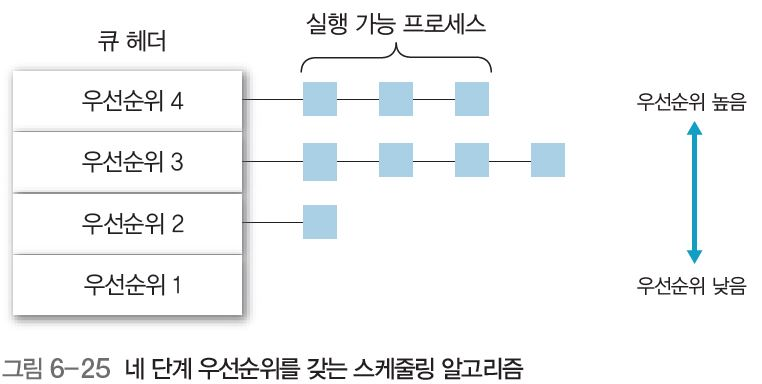 큐 헤더
실행 가능 프로세스
우선순위 4
우선순위 높음
우선순위 3
우선순위 2
우선순위 1
우선순위 낮음
그림 6-25 네 단계 우선순위를 갖는 스케줄링 알고리즘